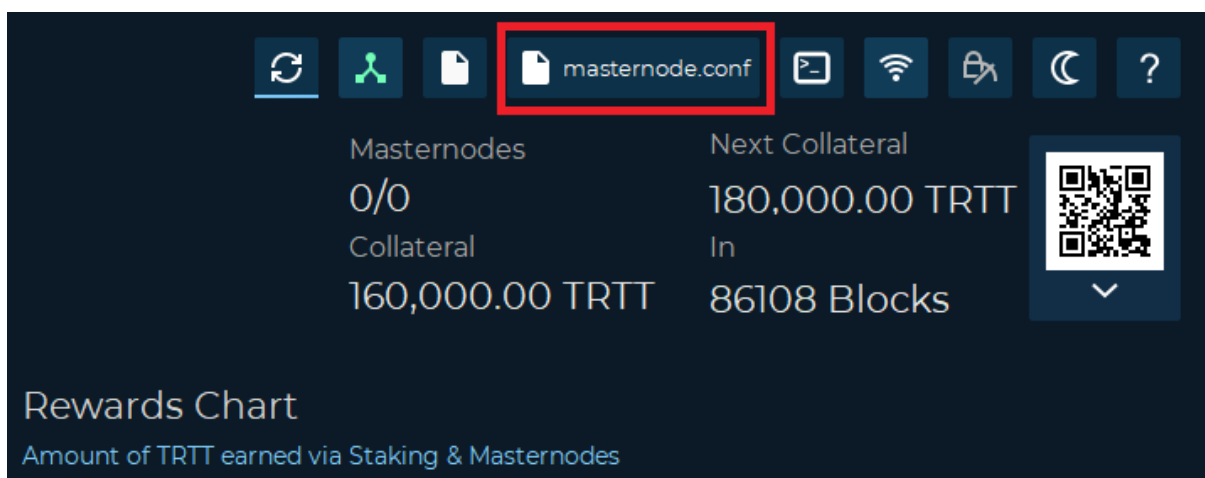 masternode.conf
?
Masternodes
0/0
Collateral
160,000.00 TRTT
Next Collateral
180,000.00 TRTT
In
86108 Blocks
Rewards Chart
Amount of TRTT earned via Staking & Masternodes